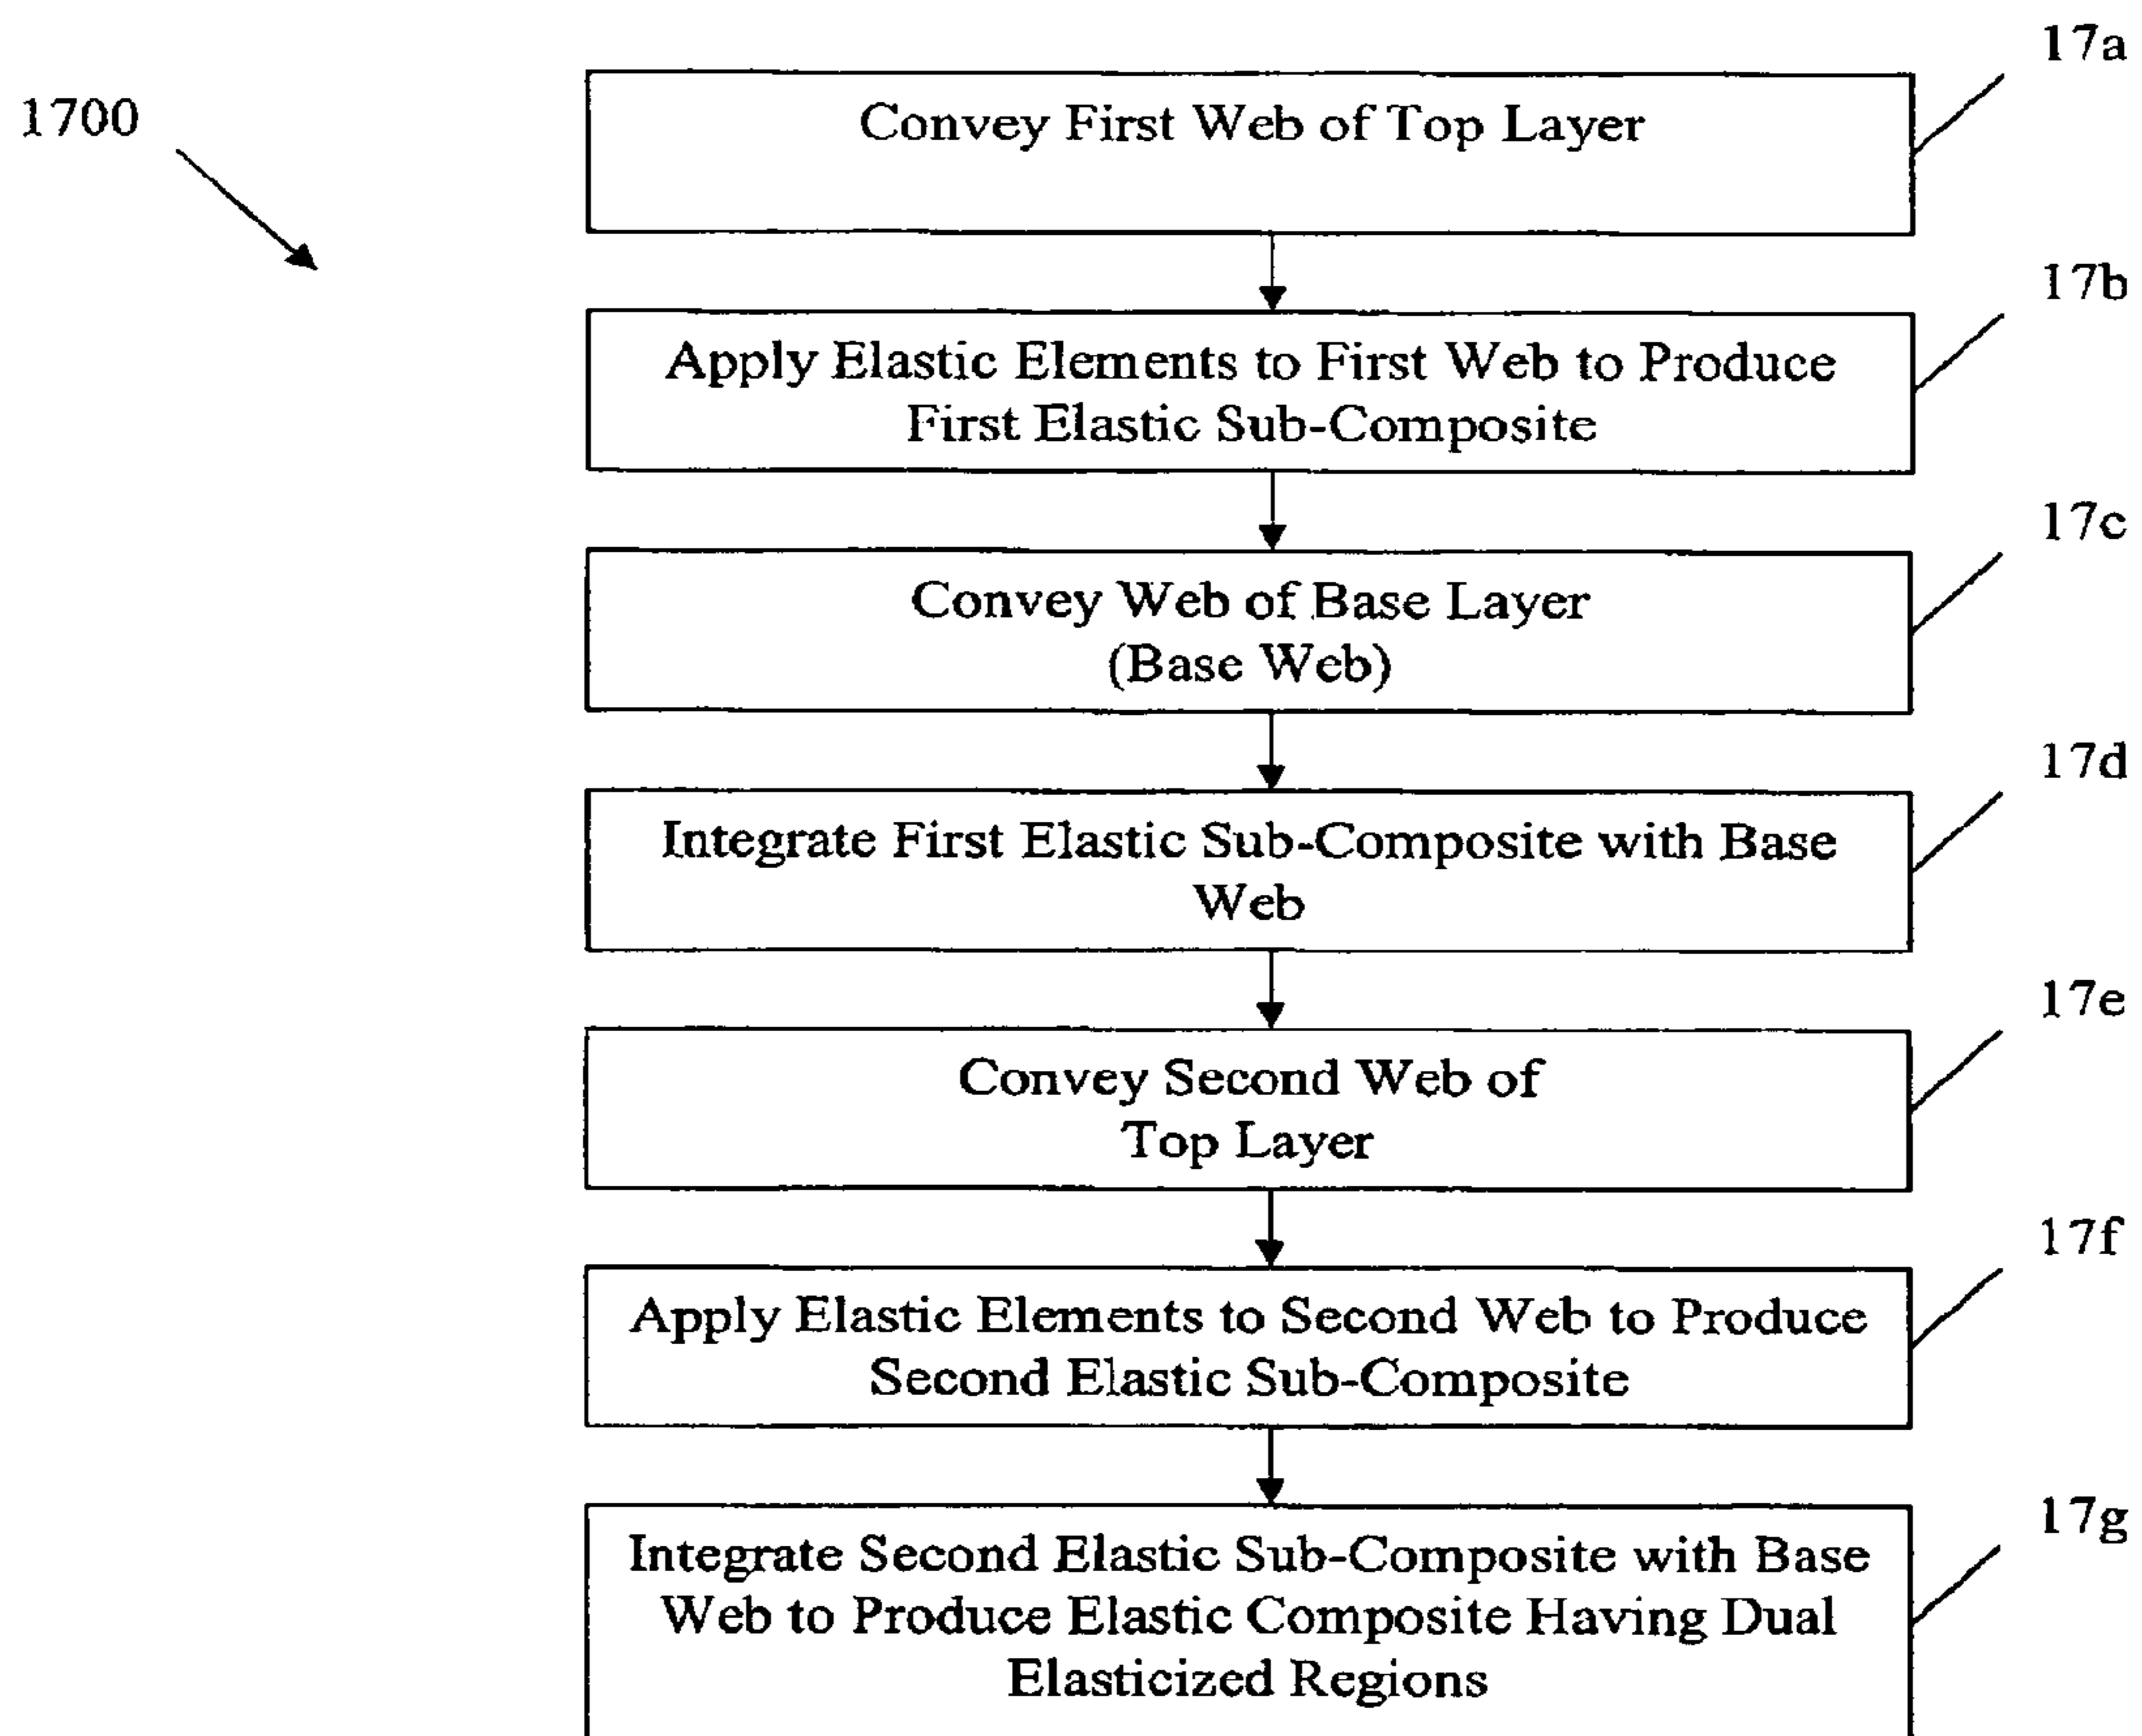 17a
1700
Convey First Web of Top Layer
17b
Apply Elastic Elements to First Web to Produce
First Elastic Sub-Composite
17c
Convey Web of Base Layer
(Base Web)
17d
Integrate First Elastic Sub-Composite with Base
Web
17e
Convey Second Web of
Top Layer
17f
Apply Elastic Elements to Second Web to Produce
Second Elastic Sub-Composite
17g
Integrate Second Elastic Sub-Composite with Base
Web to Produce Elastic Composite Having Dual
Elasticized Regions